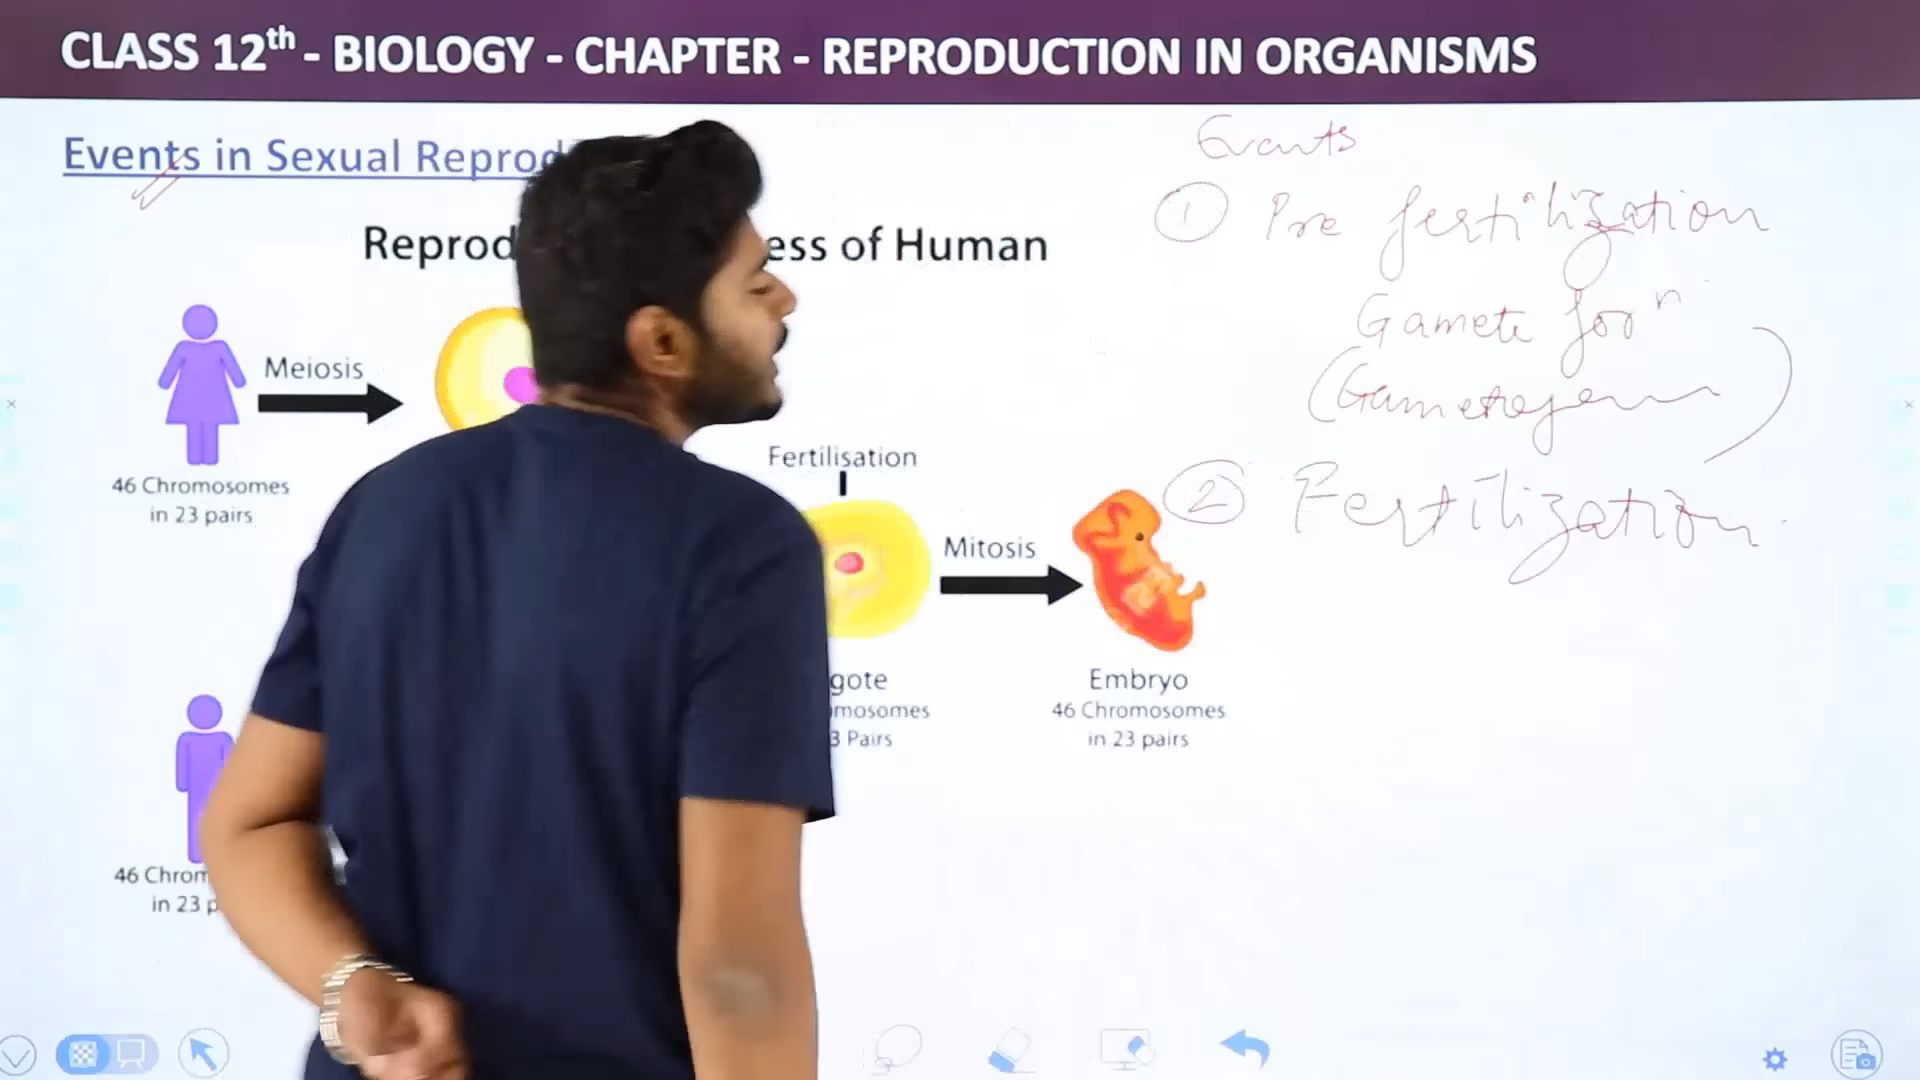 CLASS 12th - BIOLOGY - CHAPTER - REPRODUCTION IN ORGANISMS
Events in Sexual Reprod
Reprod ess of Human
Meiosis
46 Chromosomes
in 23 pairs
Fertilisation
Mitosis
gote
mosomes
3 Pairs
Embryo
46 Chromosomes
in 23 pairs
46 Chrom
in 23 p
Events
1 Pre fertilization
Gamete for n
2 Fertilization